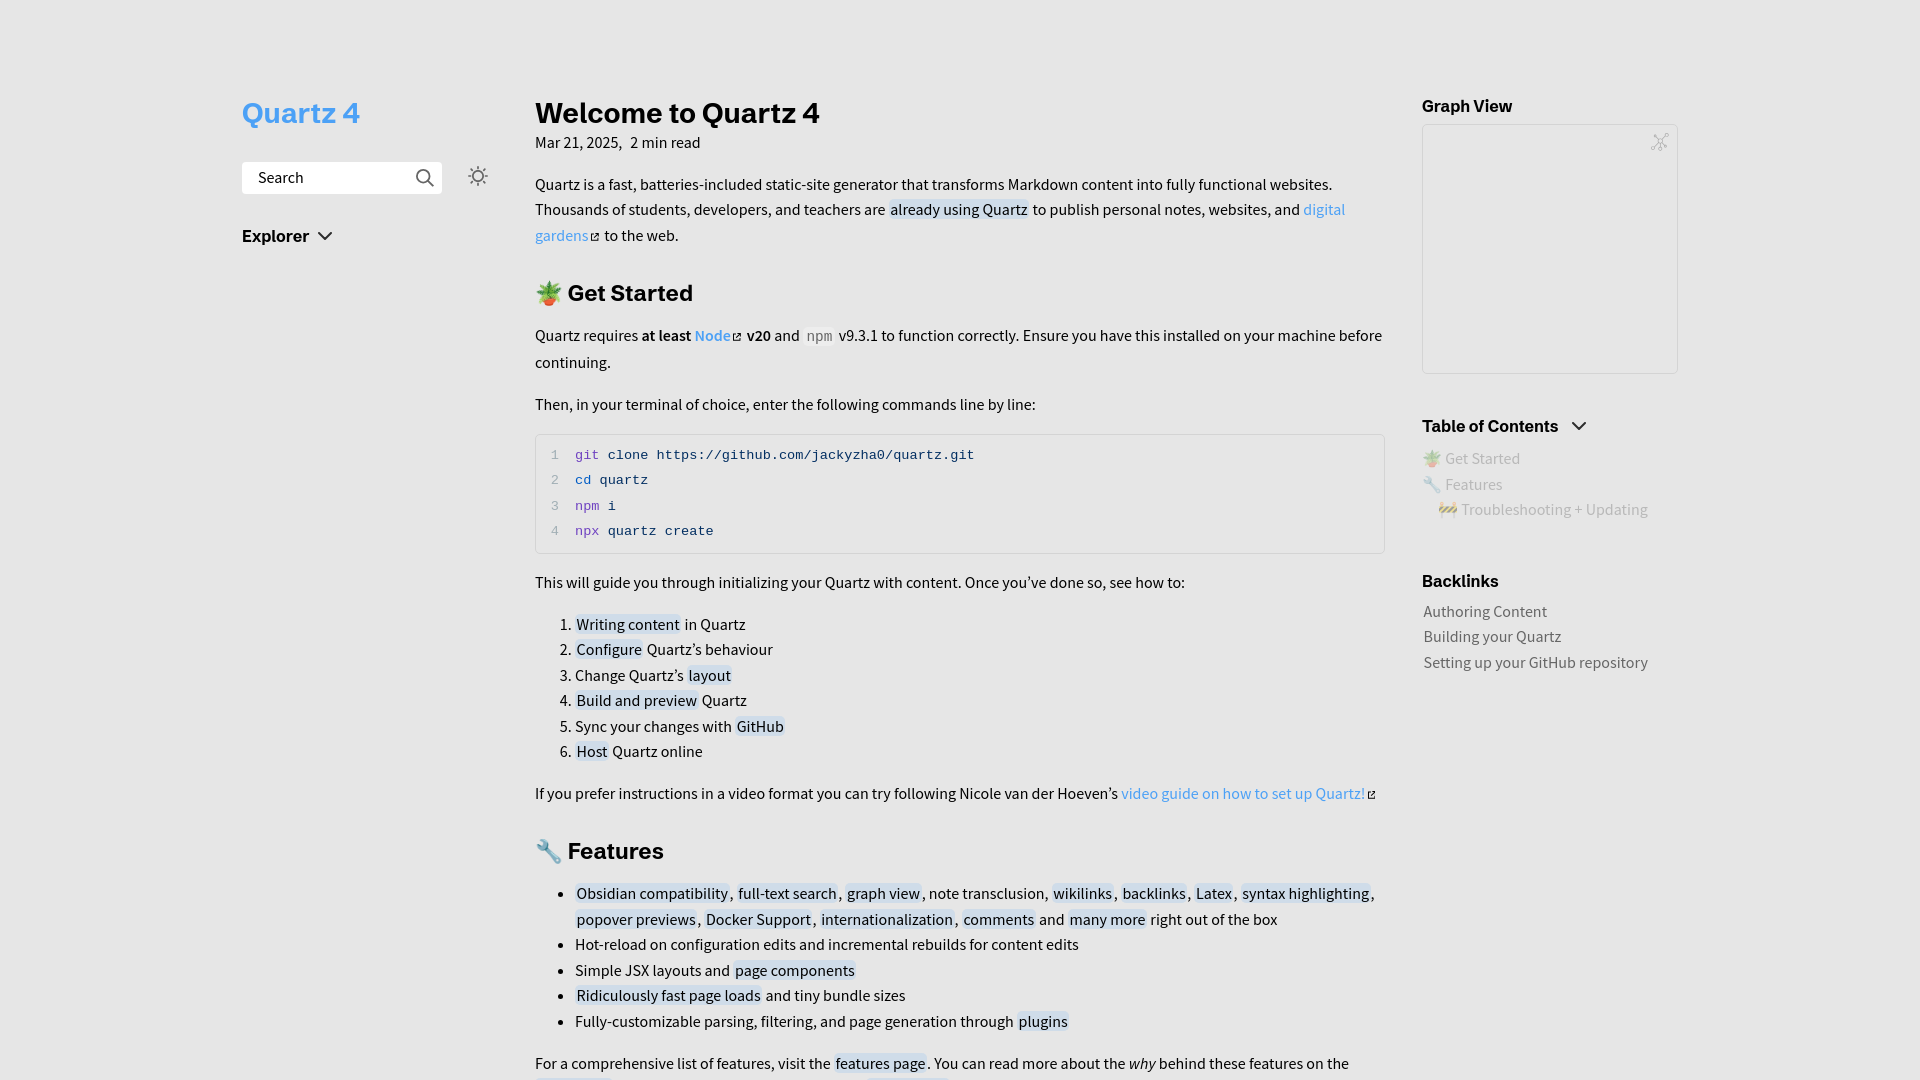 Quartz 4
Search
Explorer
Welcome to Quartz 4
Mar 21, 2025, 2 min read
Quartz is a fast, batteries-included static-site generator that transforms Markdown content into fully functional websites.
Thousands of students, developers, and teachers are already using Quartz to publish personal notes, websites, and digital
gardens to the web.
🪴 Get Started
Quartz requires at least Node v20 and npm v9.3.1 to function correctly. Ensure you have this installed on your machine before
continuing.
Then, in your terminal of choice, enter the following commands line by line:
1 git clone https://github.com/jackyzha0/quartz.git
2 cd quartz
3 npm i
4 npx quartz create
This will guide you through initializing your Quartz with content. Once you’ve done so, see how to:
1. Writing content in Quartz
2. Configure Quartz’s behaviour
3. Change Quartz’s layout
4. Build and preview Quartz
5. Sync your changes with GitHub
6. Host Quartz online
If you prefer instructions in a video format you can try following Nicole van der Hoeven’s video guide on how to set up Quartz!
🔧 Features
• Obsidian compatibility, full-text search, graph view, note transclusion, wikilinks, backlinks, Latex, syntax highlighting,
popover previews, Docker Support, internationalization, comments and many more right out of the box
• Hot-reload on configuration edits and incremental rebuilds for content edits
• Simple JSX layouts and page components
• Ridiculously fast page loads and tiny bundle sizes
• Fully-customizable parsing, filtering, and page generation through plugins
For a comprehensive list of features, visit the features page. You can read more about the why behind these features on the
Graph View
Table of Contents
🪴 Get Started
🔧 Features
🚧 Troubleshooting + Updating
Backlinks
Authoring Content
Building your Quartz
Setting up your GitHub repository